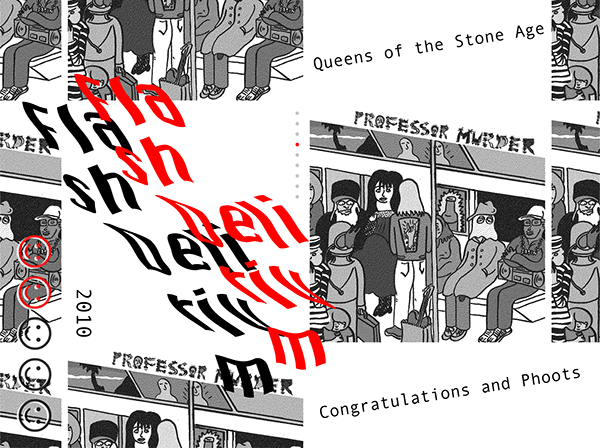 Queens of the Stone Age
Fla
sh
Deli
riu
m
Fla
sh
Deli
riu
m
PROFESSOR MURDER
2010
PROFESSOR MURDER
Congratulations and Phoots